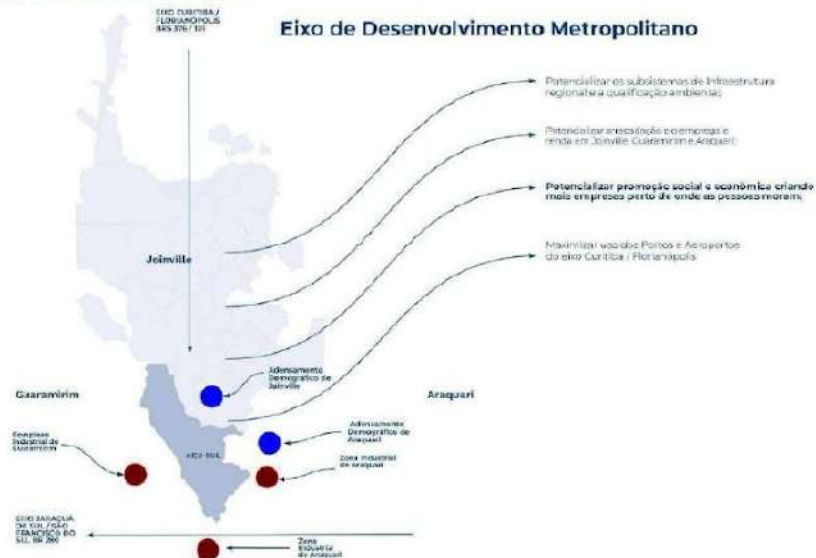 EIXO CURITIBA /
FLORIANÓPOLIS
BRS 376 / 101
Eixo de Desenvolvimento Metropolitano
Potencializar os subsistemas de infraestrutura
regional e a qualificação ambiental;
Potencializar arrecadação e o emprego e
renda em Joinville Guaramirim e Araquari;
Potencializar promoção social e econômica criando
mais empresas perto de onde as pessoas moram;
Maximizar uso dos Portos e Aeroportos
do eixo Curitiba / Florianópolis
Joinville
Adensamento
Demográfico de
Joinville
Guaramirim
Araquari
Adensamento
Demográfico de
Araquari
Complexo
Industrial de
Guaramirim
Zona Industrial
de Araquari
EIXO JARAGUÁ
DO SUL / SÃO
FRANCISCO DO
SUL BR 280
Zona
Industrial
de Araquari